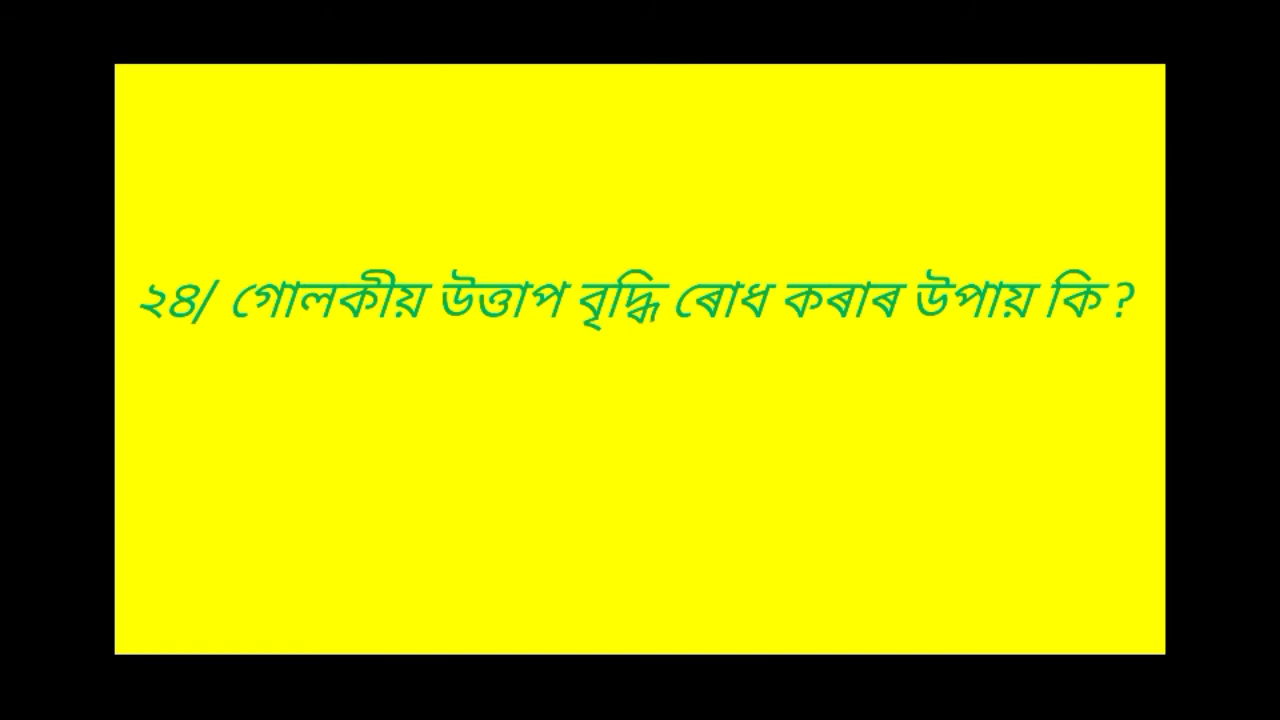 ২৪/ গোলকীয় উত্তাপ বৃদ্ধি ৰোধ কৰাৰ উপায় কি ?